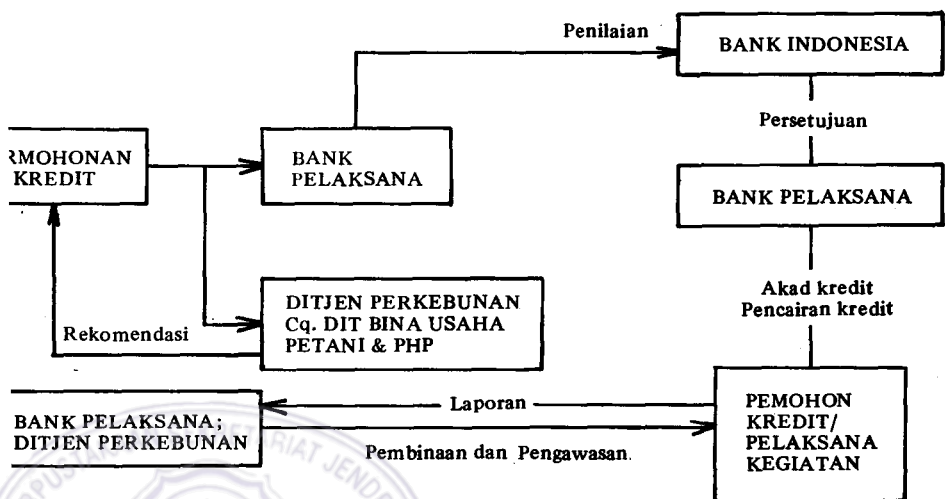 Penilaian
BANK INDONESIA
Persetujuan
RMOHONAN
KREDIT
BANK
PELAKSANA
BANK PELAKSANA
DITJEN PERKEBUNAN
Cq. DIT BINA USAHA
PETANI & PHP
Rekomendasi
Akad kredit
Pencairan kredit
BANK PELAKSANA;
DITJEN PERKEBUNAN
Laporan
Pembinaan dan Pengawasan.
PEMOHON
KREDIT/
PELAKSANA
KEGIATAN